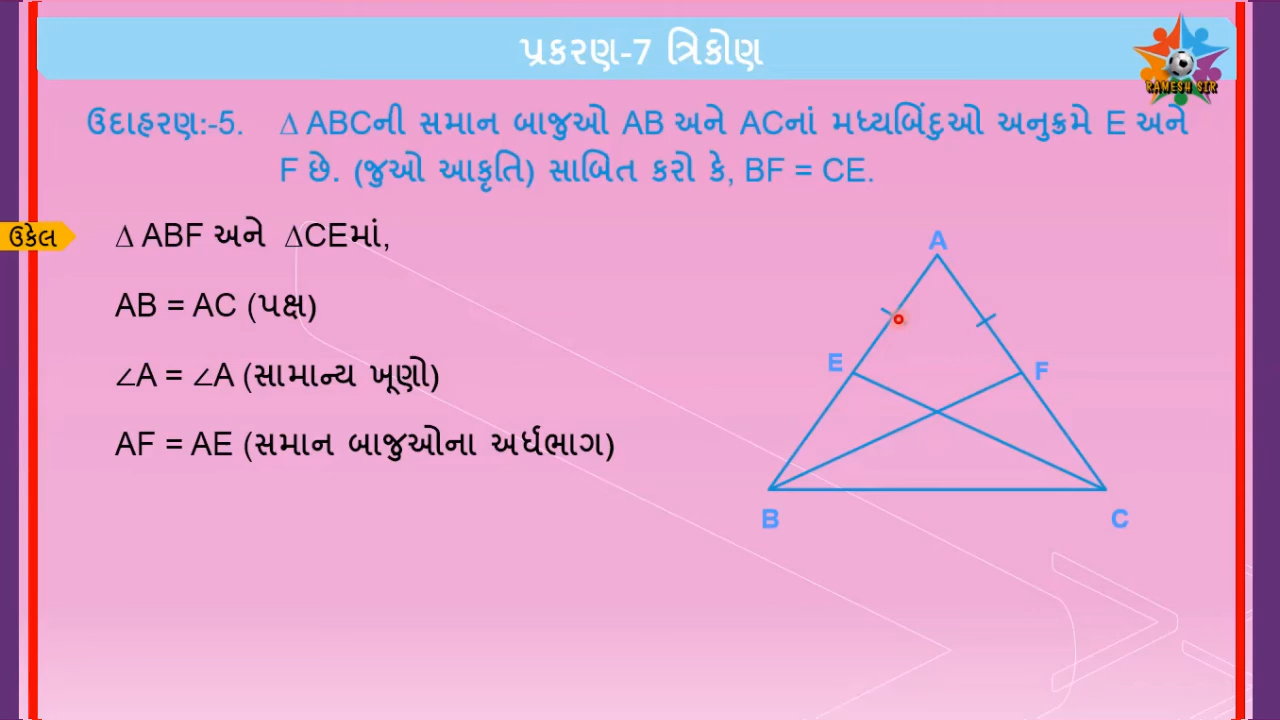 પ્રકરણ-7 ત્રિકોણ
RAMESH SIR
ઉદાહરણ:-5. ∆ ABCની સમાન બાજુઓ AB અને ACનાં મધ્યબિંદુઓ અનુક્રમે E અને
F છે. (જુઓ આકૃતિ) સાબિત કરો કે, BF = CE.
ઉકેલ
∆ ABF અને ∆CEમાં,
AB = AC (પક્ષ)
∠A = ∠A (સામાન્ય ખૂણો)
AF = AE (સમાન બાજુઓના અર્ધભાગ)
A
E
F
B
C